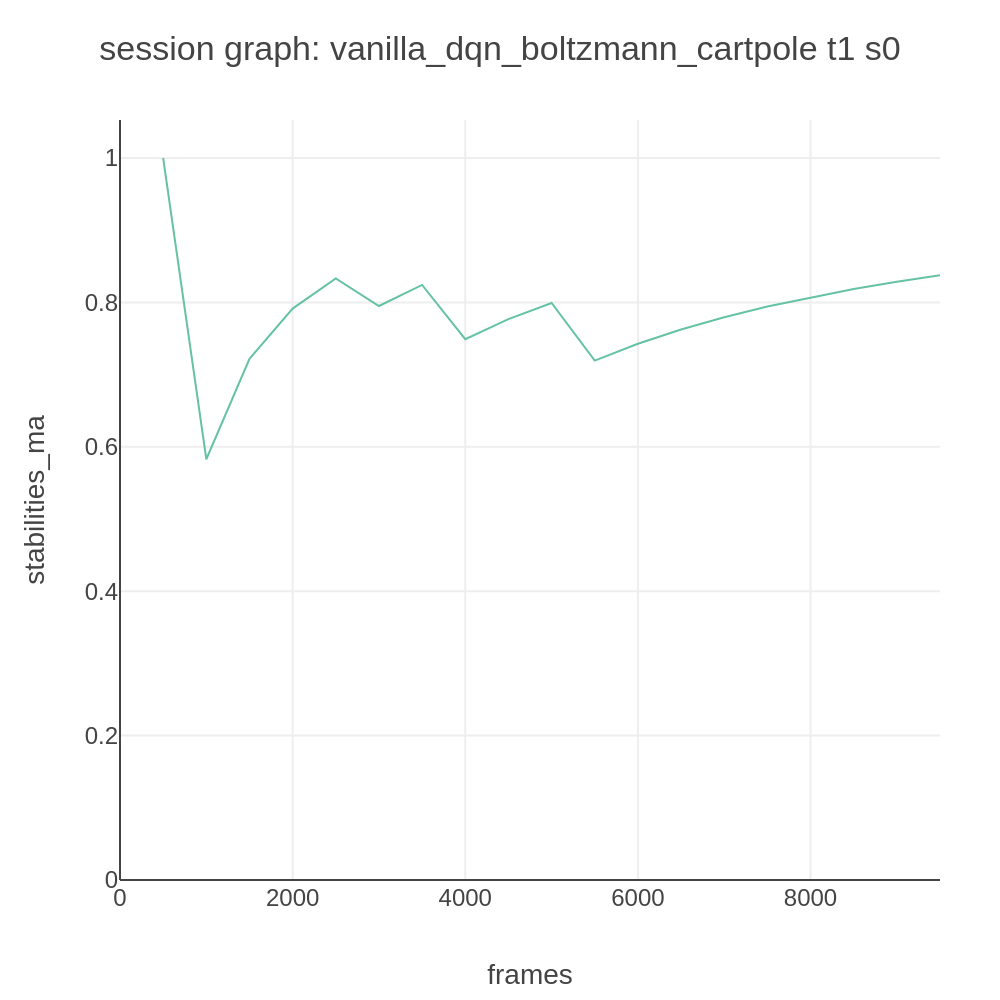 session graph: vanilla_dqn_boltzmann_cartpole t1 s0
1
0.8
0.6
0.4
0.2
0
0 2000 4000 6000 8000
stabilities_ma
frames